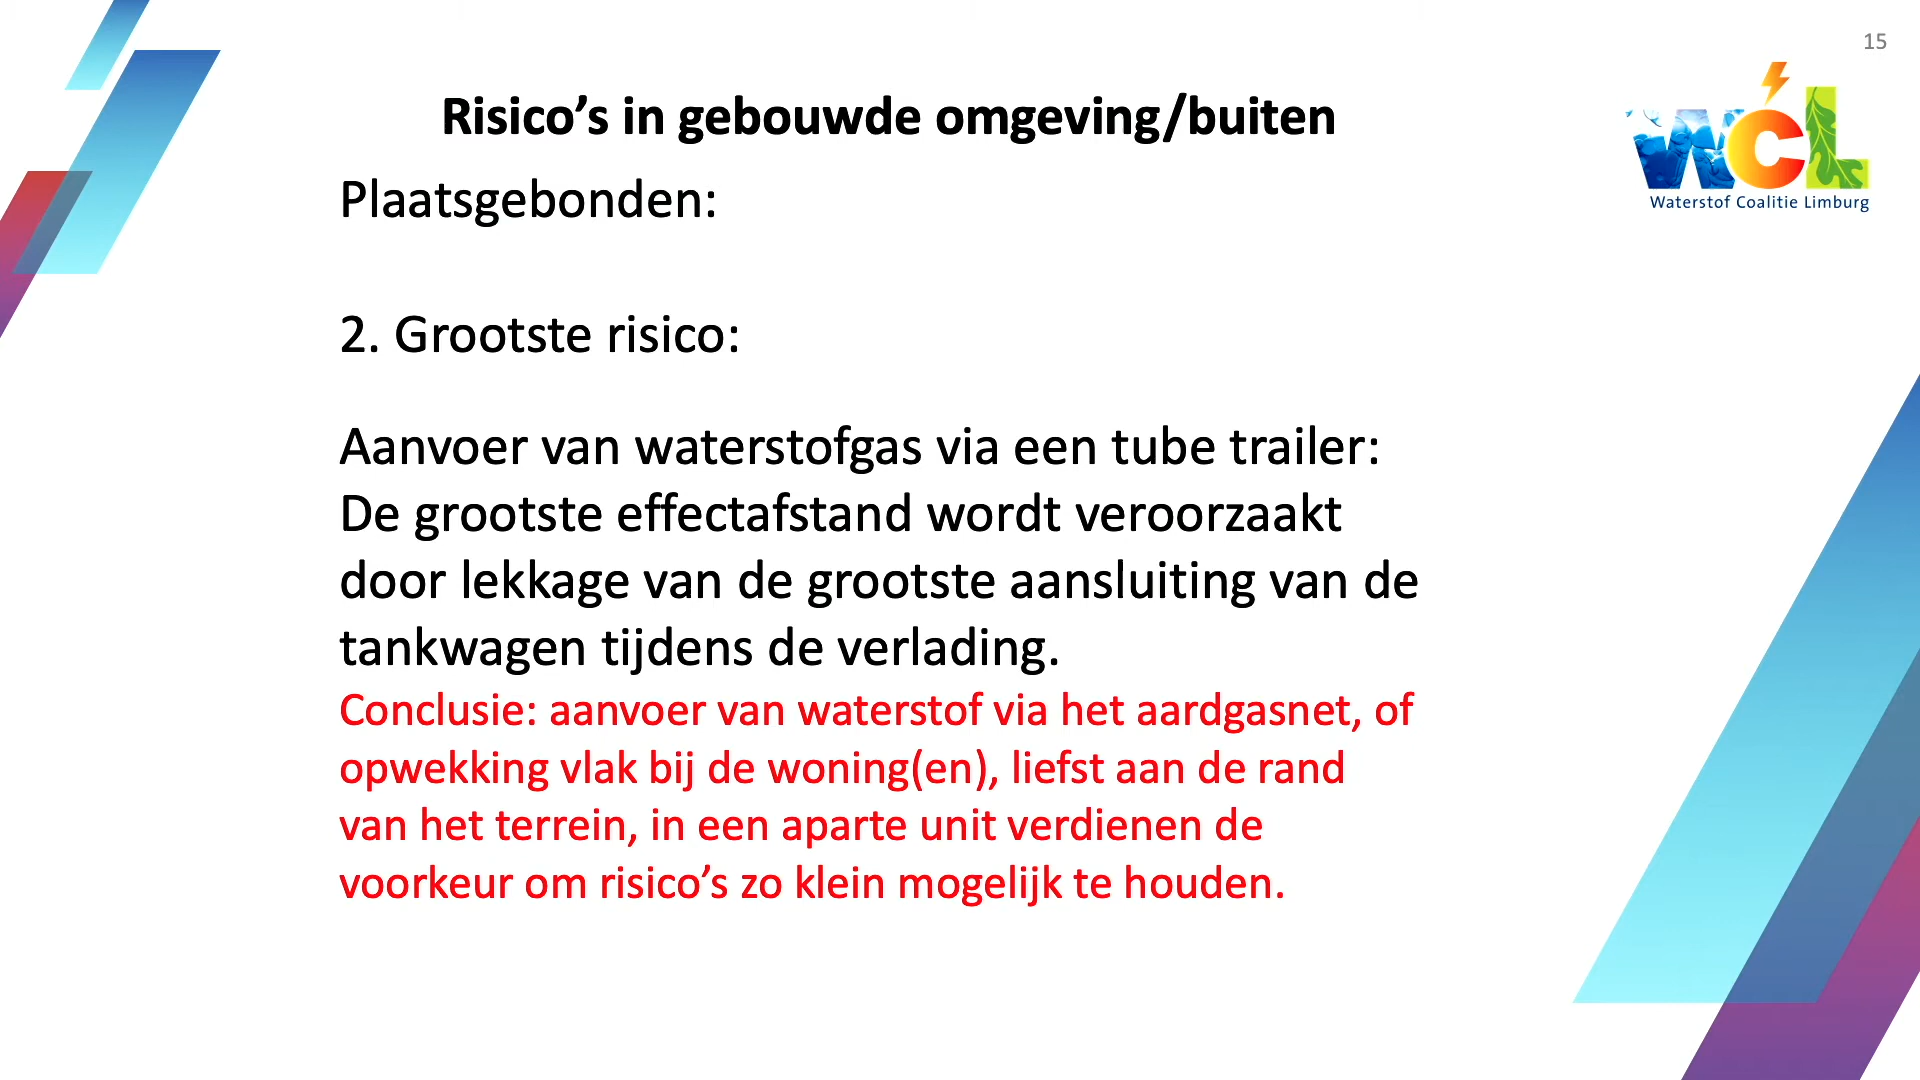 15
Risico’s in gebouwde omgeving/buiten
WCL
Waterstof Coalitie Limburg
Plaatsgebonden:
2. Grootste risico:
Aanvoer van waterstofgas via een tube trailer:
De grootste effectafstand wordt veroorzaakt
door lekkage van de grootste aansluiting van de
tankwagen tijdens de verlading.
Conclusie: aanvoer van waterstof via het aardgasnet, of
opwekking vlak bij de woning(en), liefst aan de rand
van het terrein, in een aparte unit verdienen de
voorkeur om risico’s zo klein mogelijk te houden.